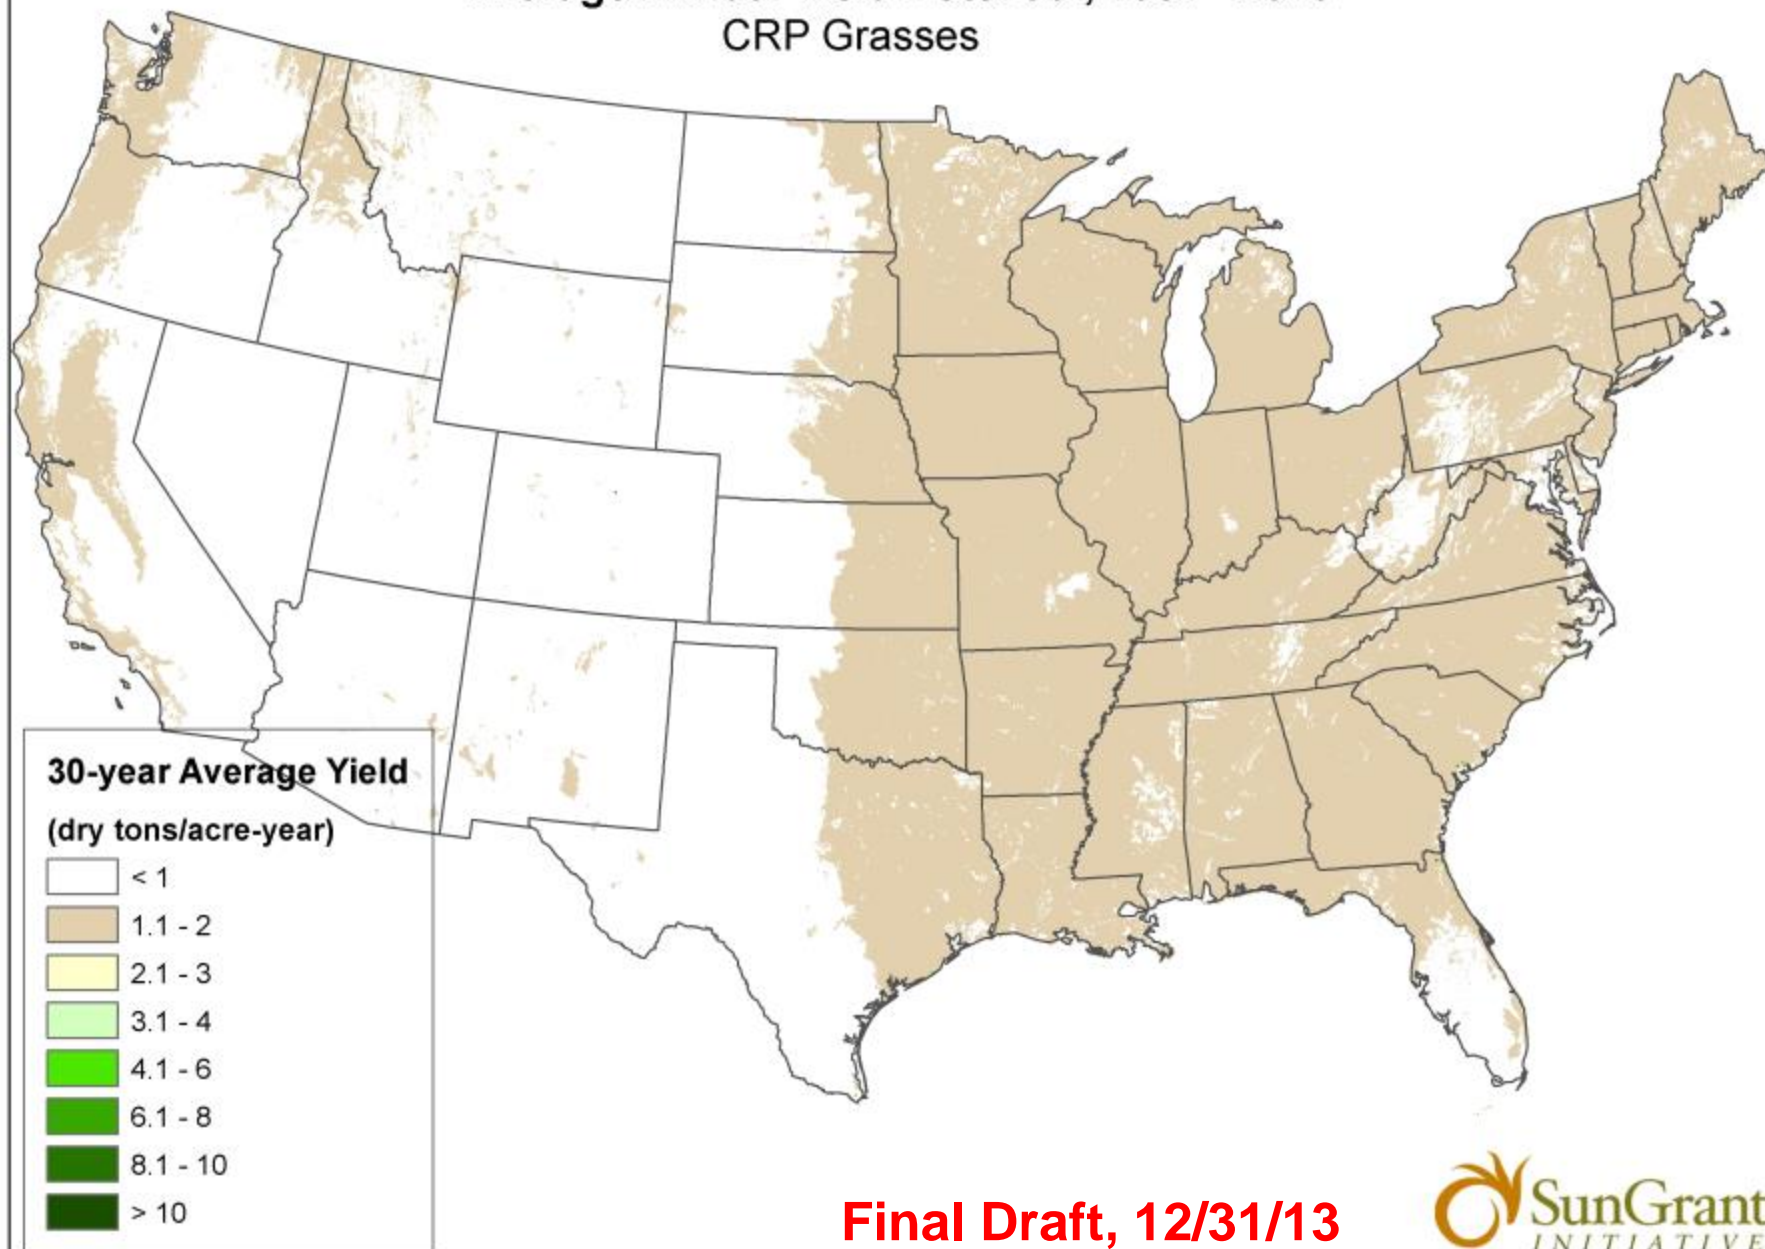 CRP Grasses
30-year Average Yield
(dry tons/acre-year)
< 1
1.1 - 2
2.1 - 3
3.1 - 4
4.1 - 6
6.1 - 8
8.1 - 10
> 10
Final Draft, 12/31/13
SunGrant
INITIATIVE